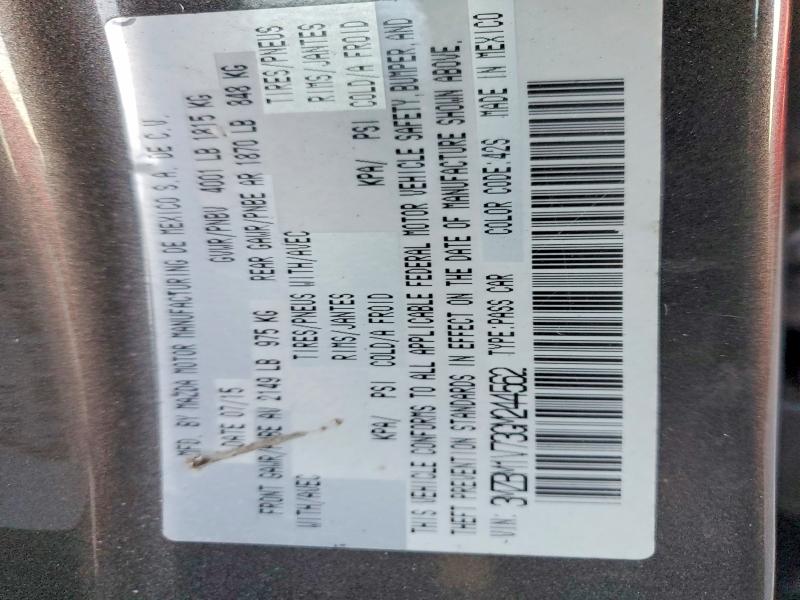 MFD. BY MAZDA MOTOR MANUFACTURING DE MEXICO S.A. DE C.V.
DATE 07/15 GVWR/PNBV 4001 LB 1815 KG
FRONT GAWR/PNBE AV 2149 LB 975 KG REAR GAWR/PNBE AR 1870 LB 848 KG
WITH/AVEC TIRES/PNEUS WITH/AVEC TIRES/PNEUS
RIMS/JANTES RIMS/JANTES
KPA/ PSI COLD/A FROID KPA/ PSI COLD/A FROID
THIS VEHICLE CONFORMS TO ALL APPLICABLE FEDERAL MOTOR VEHICLE SAFETY BUMPER, AND
THEFT PREVENTION STANDARDS IN EFFECT ON THE DATE OF MANUFACTURE SHOWN ABOVE.
VIN: 3MZBM1V73GM244562 TYPE:PASS CAR COLOR CODE:42S MADE IN MEXICO